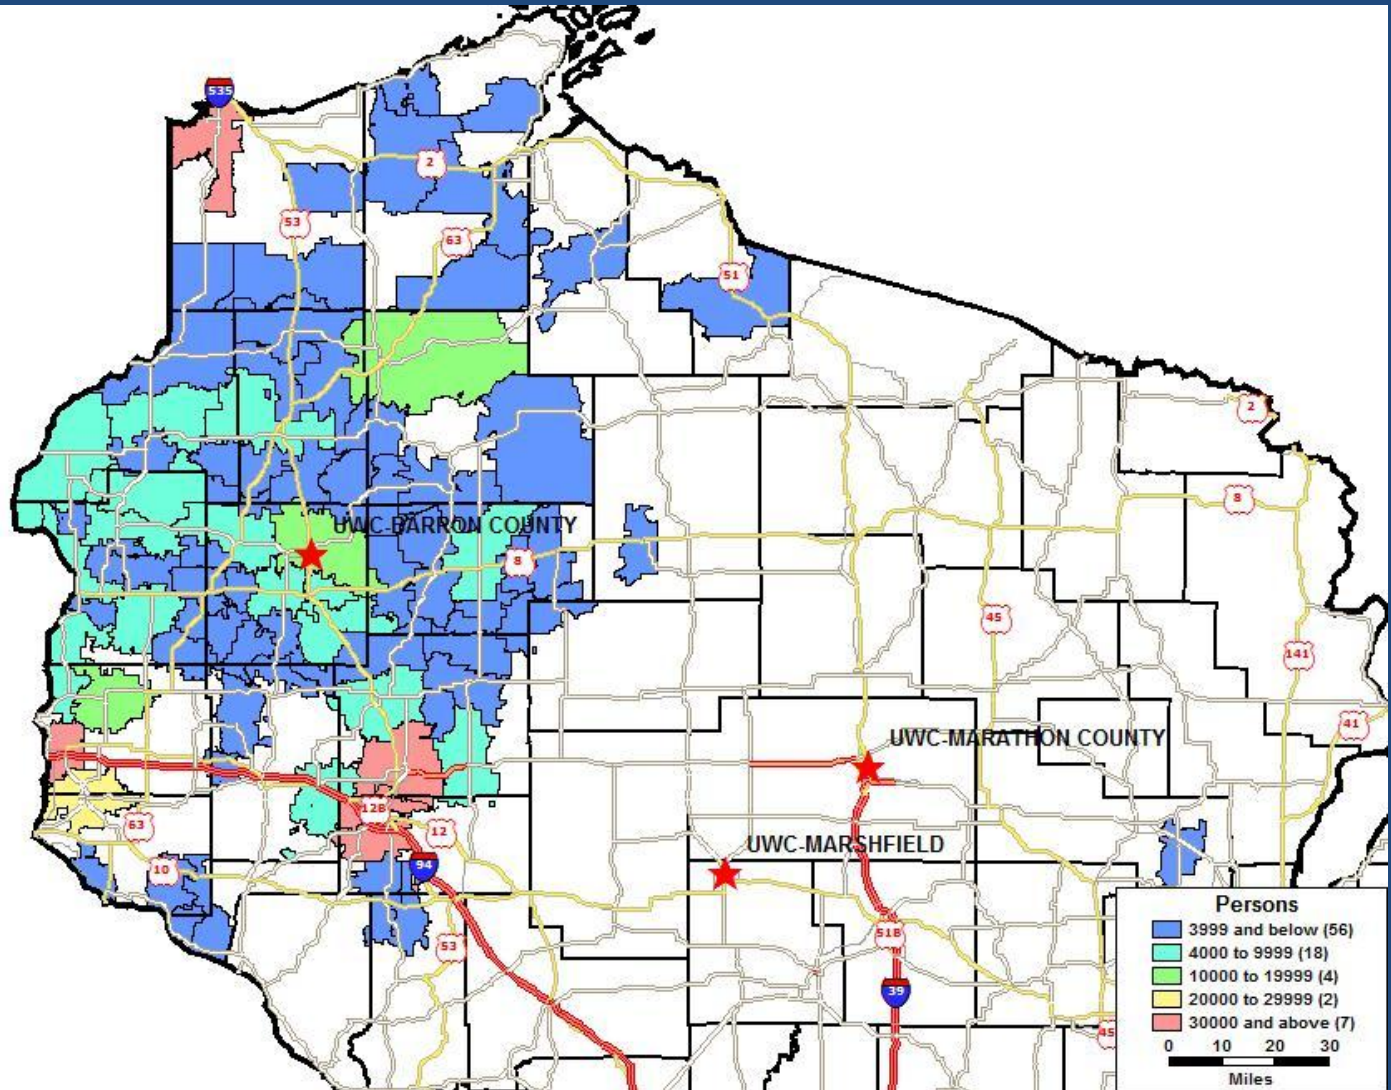 535
2
53
63
51
2
UWC-BARRON COUNTY
8
8
45
141
41
UWC-MARATHON COUNTY
12B
63
12
UWC-MARSHFIELD
10
94
53
51B
39
45
Persons
3999 and below (56)
4000 to 9999 (18)
10000 to 19999 (4)
20000 to 29999 (2)
30000 and above (7)
0 10 20 30
Miles